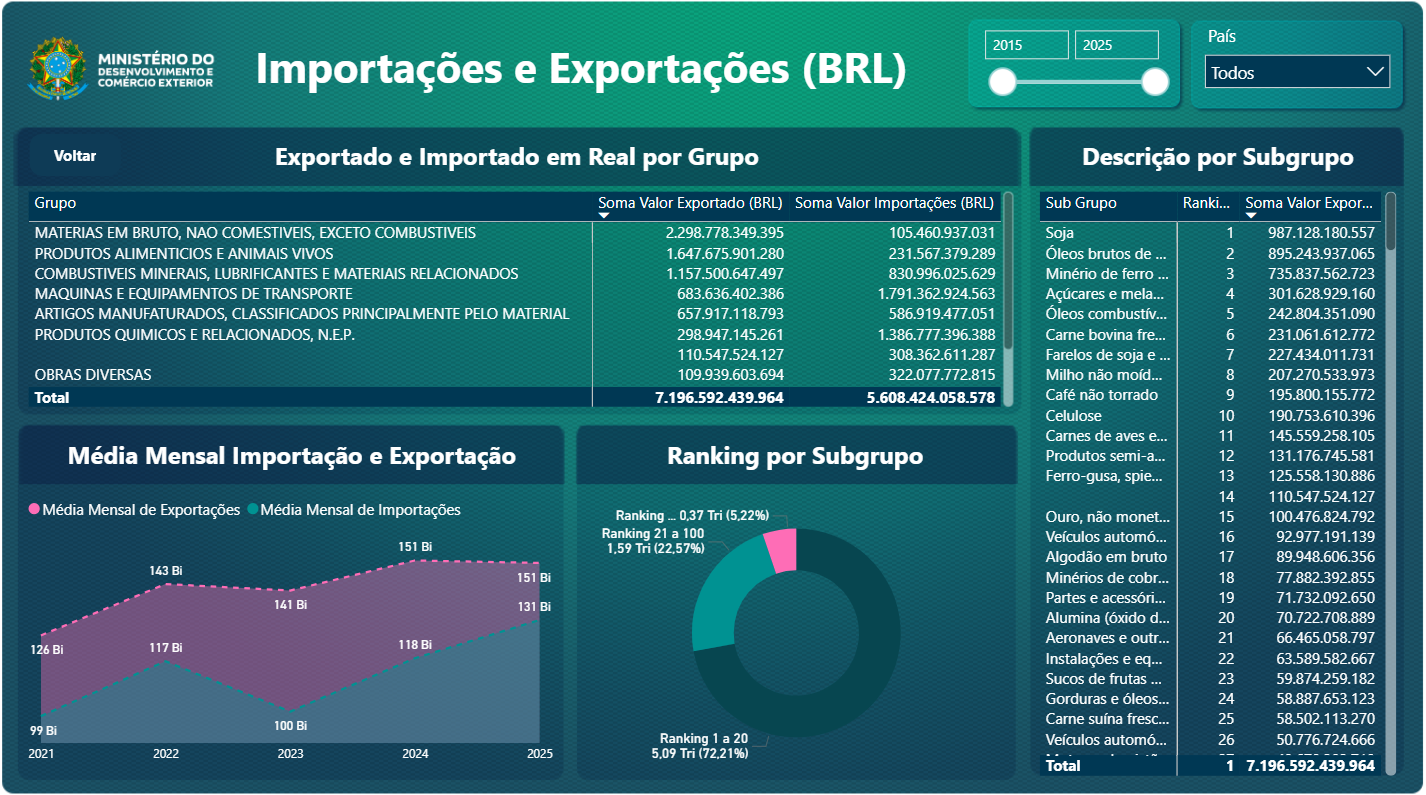 MINISTÉRIO DO
DESENVOLVIMENTO E
COMÉRCIO EXTERIOR
Importações e Exportações (BRL)
2015 2025
País
Todos
Voltar
Exportado e Importado em Real por Grupo
Grupo Soma Valor Exportado (BRL) Soma Valor Importações (BRL)
MATERIAS EM BRUTO, NAO COMESTIVEIS, EXCETO COMBUSTIVEIS 2.298.778.349.395 105.460.937.031
PRODUTOS ALIMENTICIOS E ANIMAIS VIVOS 1.647.675.901.280 231.567.379.289
COMBUSTIVEIS MINERAIS, LUBRIFICANTES E MATERIAIS RELACIONADOS 1.157.500.647.497 830.996.025.629
MAQUINAS E EQUIPAMENTOS DE TRANSPORTE 683.636.402.386 1.791.362.924.563
ARTIGOS MANUFATURADOS, CLASSIFICADOS PRINCIPALMENTE PELO MATERIAL 657.917.118.793 586.919.477.051
PRODUTOS QUIMICOS E RELACIONADOS, N.E.P. 298.947.145.261 1.386.777.396.388
110.547.524.127 308.362.611.287
OBRAS DIVERSAS 109.939.603.694 322.077.772.815
Total 7.196.592.439.964 5.608.424.058.578
Descrição por Subgrupo
Sub Grupo Ranki... Soma Valor Expor...
Soja 1 987.128.180.557
Óleos brutos de ... 2 895.243.937.065
Minério de ferro ... 3 735.837.562.723
Açúcares e mela... 4 301.628.929.160
Óleos combustív... 5 242.804.351.090
Carne bovina fre... 6 231.061.612.772
Farelos de soja e ... 7 227.434.011.731
Milho não moíd... 8 207.270.533.973
Café não torrado 9 195.800.155.772
Celulose 10 190.753.610.396
Carnes de aves e... 11 145.559.258.105
Produtos semi-a... 12 131.176.745.581
Ferro-gusa, spie... 13 125.558.130.886
14 110.547.524.127
Ouro, não monet... 15 100.476.824.792
Veículos automó... 16 92.977.191.139
Algodão em bruto 17 89.948.606.356
Minérios de cobr... 18 77.882.392.855
Partes e acessóri... 19 71.732.092.650
Alumina (óxido d... 20 70.722.708.889
Aeronaves e outr... 21 66.465.058.797
Instalações e eq... 22 63.589.582.667
Sucos de frutas ... 23 59.874.259.182
Gorduras e óleos... 24 58.887.653.123
Carne suína fresc... 25 58.502.113.270
Veículos automó... 26 50.776.724.666
Total 1 7.196.592.439.964
Média Mensal Importação e Exportação
Média Mensal de Exportações Média Mensal de Importações
151 Bi
143 Bi
151 Bi
141 Bi
131 Bi
126 Bi
117 Bi
118 Bi
100 Bi
99 Bi
2021 2022 2023 2024 2025
Ranking por Subgrupo
Ranking ... 0,37 Tri (5,22%)
Ranking 21 a 100
1,59 Tri (22,57%)
Ranking 1 a 20
5,09 Tri (72,21%)